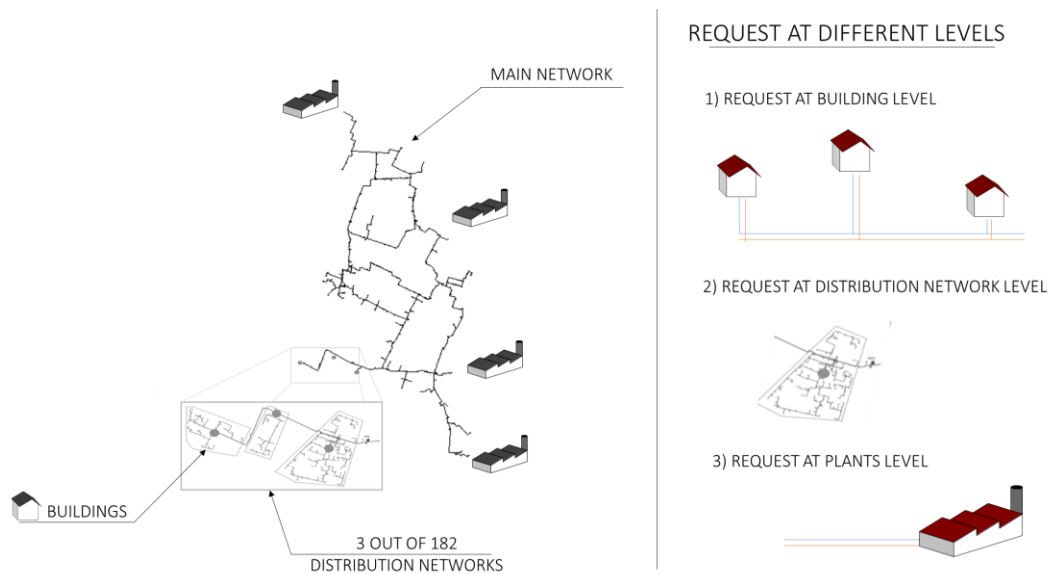 MAIN NETWORK
BUILDINGS
3 OUT OF 182
DISTRIBUTION NETWORKS
REQUEST AT DIFFERENT LEVELS
1) REQUEST AT BUILDING LEVEL
2) REQUEST AT DISTRIBUTION NETWORK LEVEL
3) REQUEST AT PLANTS LEVEL